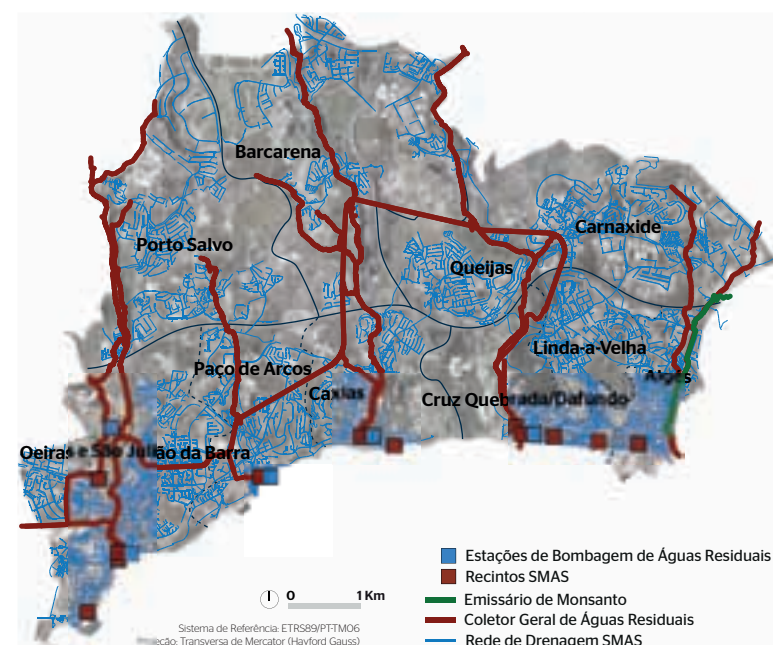 Barcarena
Carnaxide
Porto Salvo
Queijas
Linda-a-Velha
Paço de Arcos
Algés
Caxias
Cruz Quebrada/Dafundo
Oeiras e São Julião da Barra
Estações de Bombagem de Águas Residuais
Recintos SMAS
0 1 Km
Emissário de Monsanto
Coletor Geral de Águas Residuais
Sistema de Referência: ETRS89/PT-TM06
Rede de Drenagem SMAS
Transversa de Mercator (Hayford Gauss)